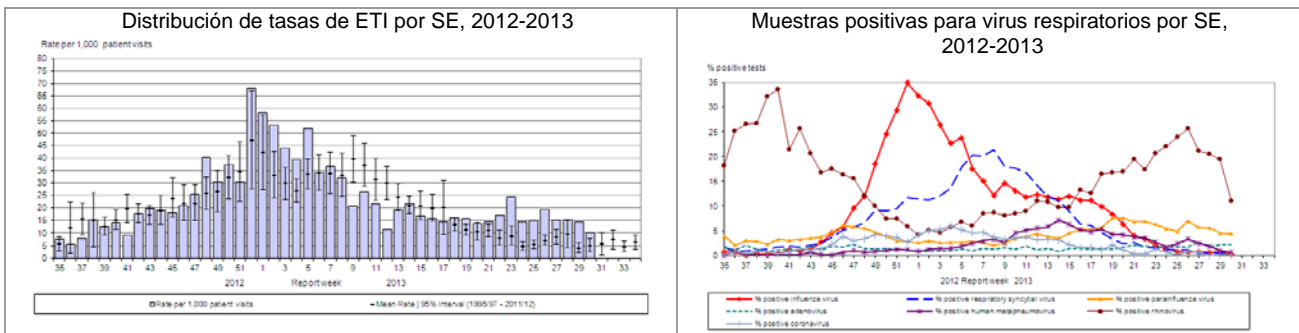 Distribución de tasas de ETI por SE, 2012-2013
Rate per 1,000 patient visits
80
75
70
65
60
55
50
45
40
35
30
25
20
15
10
5
0
35 37 39 41 43 45 47 49 51 1 3 5 7 9 11 13 15 17 19 21 23 25 27 29 31 33
2012 Report week 2013
Rate per 1,000 patient visits
Mean Rate | 95% Interval (1996/97 - 2011/12)
Muestras positivas para virus respiratorios por SE,
2012-2013
% positive tests
35
30
25
20
15
10
5
0
35 37 39 41 43 45 47 49 51 1 3 5 7 9 11 13 15 17 19 21 23 25 27 29 31 33
2012 Report week 2013
% positive influenza virus
% positive respiratory syncytial virus
% positive parainfluenza virus
% positive adenovirus
% positive human metapneumovirus
% positive rhinovirus
% positive coronavirus